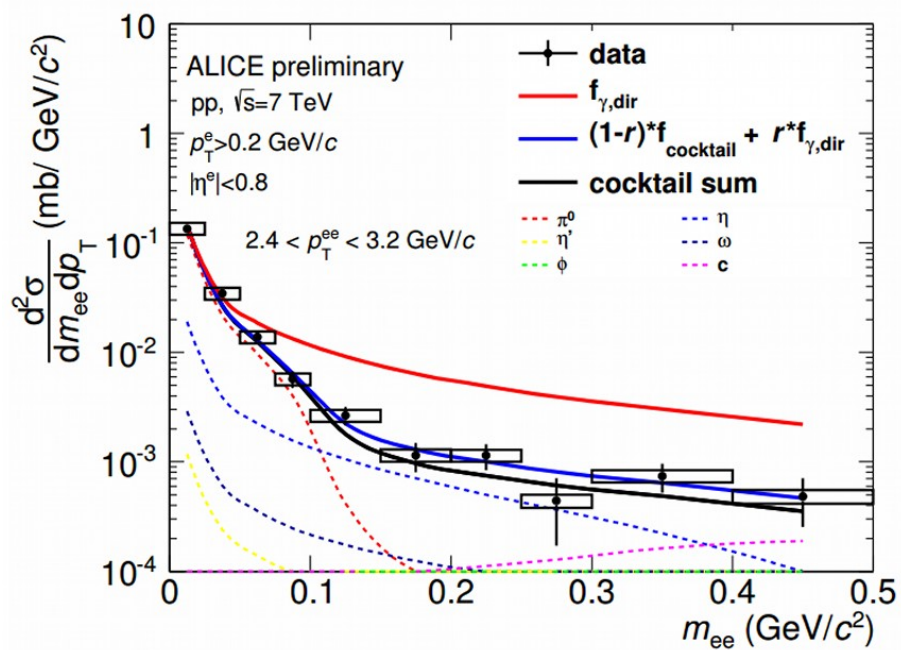 10
1
10⁻¹
10⁻²
10⁻³
10⁻⁴
d²σ
dm_ee dp_T
(mb/ GeV/c²)
ALICE preliminary
pp, √s=7 TeV
p_T^e>0.2 GeV/c
|η^e|<0.8
2.4 < p_T^ee < 3.2 GeV/c
data
f_γ,dir
(1-r)*f_cocktail + r*f_γ,dir
cocktail sum
π⁰ η
η' ω
ϕ c
0 0.1 0.2 0.3 0.4 0.5
m_ee (GeV/c²)